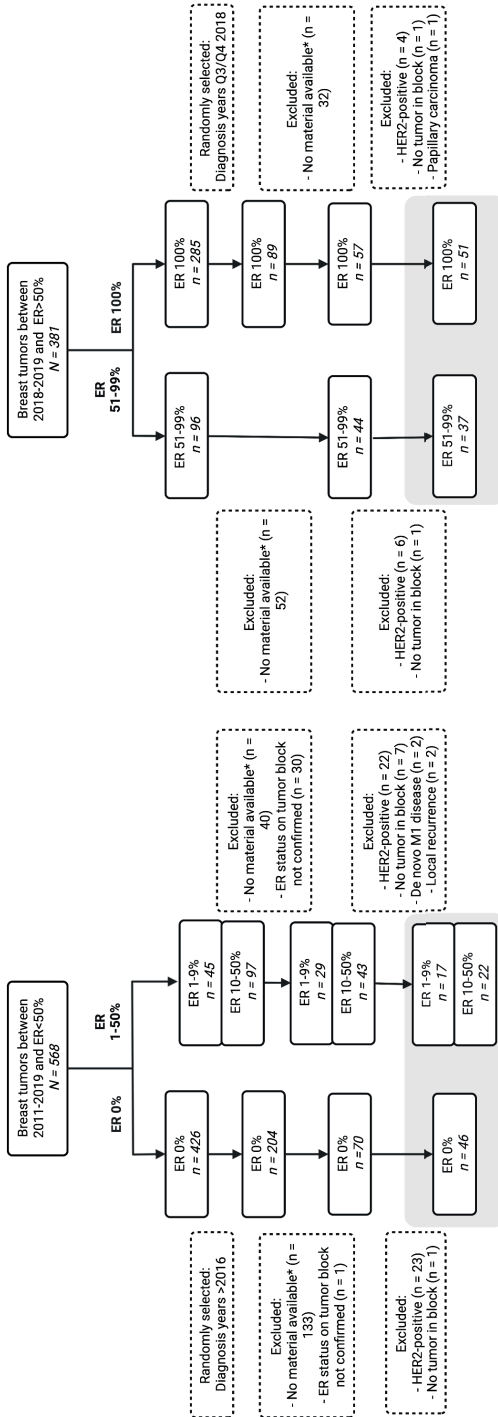 Breast tumors between
2011-2019 and ER<50%
N = 568
ER 0%
ER
1-50%
Randomly selected:
Diagnosis years >2016
ER 0%
n = 426
ER 1-9%
n = 45
ER 10-50%
n = 97
Excluded:
- No material available* (n =
40)
- ER status on tumor block
not confirmed (n = 30)
ER 0%
n = 204
Excluded:
- No material available* (n =
133)
- ER status on tumor block
not confirmed (n = 1)
ER 0%
n =70
ER 1-9%
n = 29
ER 10-50%
n = 43
Excluded:
- HER2-positive (n = 23)
- No tumor in block (n = 1)
Excluded:
- HER2-positive (n = 22)
- No tumor in block (n = 7)
- De novo M1 disease (n = 2)
- Local recurrence (n = 2)
ER 0%
n = 46
ER 1-9%
n = 17
ER 10-50%
n = 22
Breast tumors between
2018-2019 and ER>50%
N = 381
ER
51-99%
ER 100%
Excluded:
- No material available* (n =
52)
ER 51-99%
n = 96
ER 100%
n = 285
Randomly selected:
Diagnosis years Q3/Q4 2018
ER 100%
n = 89
Excluded:
- No material available* (n =
32)
ER 51-99%
n = 44
ER 100%
n = 57
Excluded:
- HER2-positive (n = 6)
- No tumor in block (n = 1)
Excluded:
- HER2-positive (n = 4)
- No tumor in block (n = 1)
- Papillary carcinoma (n = 1)
ER 51-99%
n = 37
ER 100%
n = 51